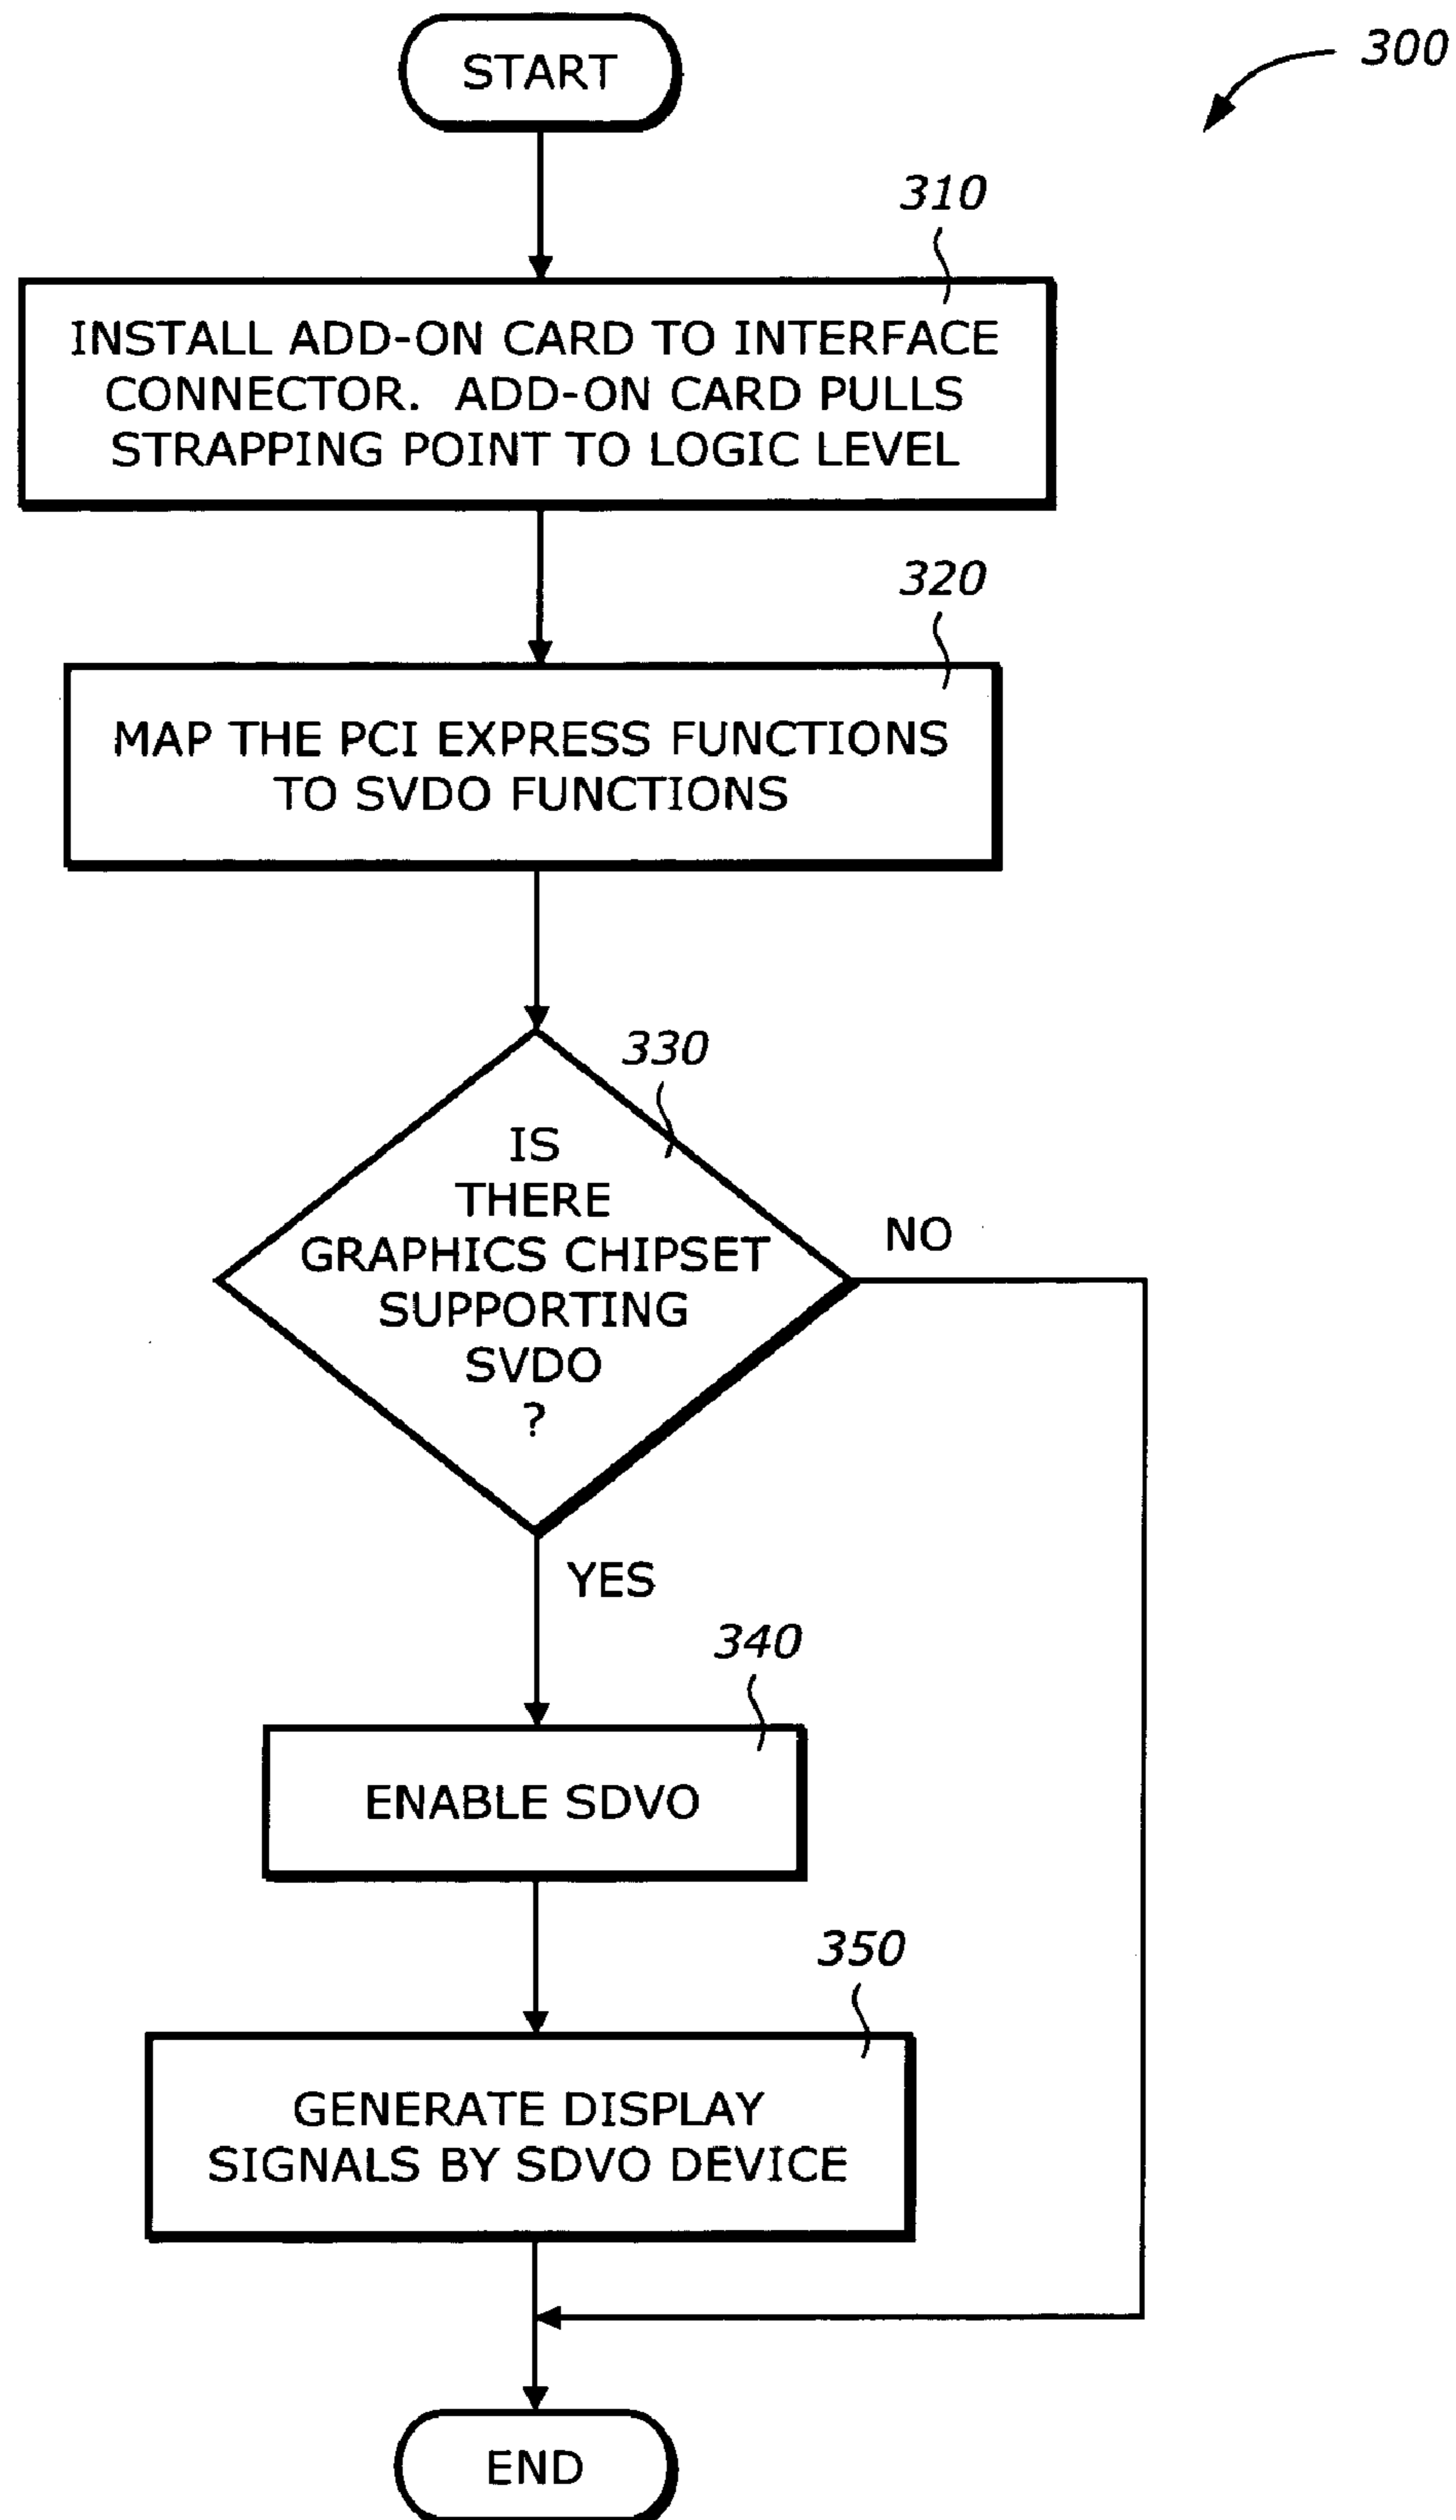 START
300
310
INSTALL ADD-ON CARD TO INTERFACE
CONNECTOR. ADD-ON CARD PULLS
STRAPPING POINT TO LOGIC LEVEL
320
MAP THE PCI EXPRESS FUNCTIONS
TO SVDO FUNCTIONS
330
IS
THERE
GRAPHICS CHIPSET
SUPPORTING
SVDO
?
NO
YES
340
ENABLE SDVO
350
GENERATE DISPLAY
SIGNALS BY SDVO DEVICE
END